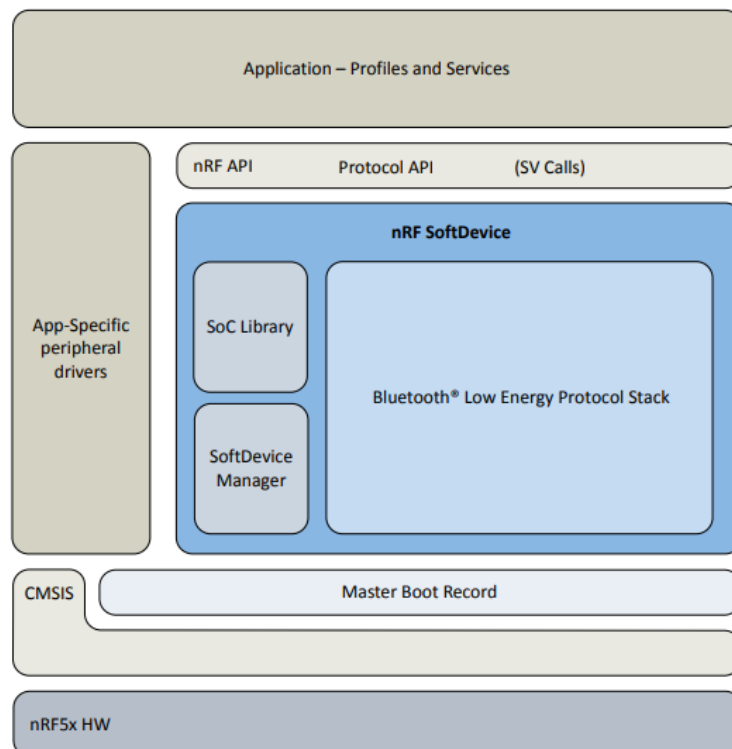 Application – Profiles and Services
nRF API Protocol API (SV Calls)
nRF SoftDevice
App-Specific
peripheral
drivers
SoC Library
Bluetooth® Low Energy Protocol Stack
SoftDevice
Manager
CMSIS
Master Boot Record
nRF5x HW